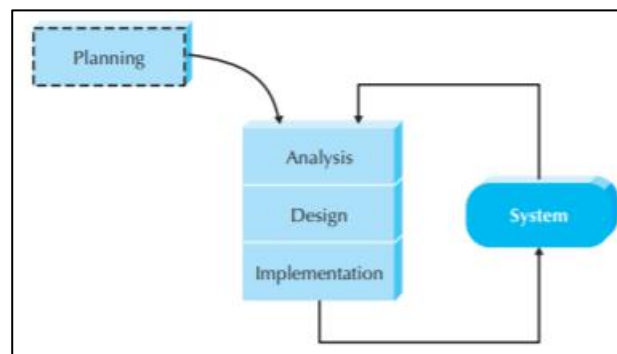 Planning
Analysis
Design
Implementation
System